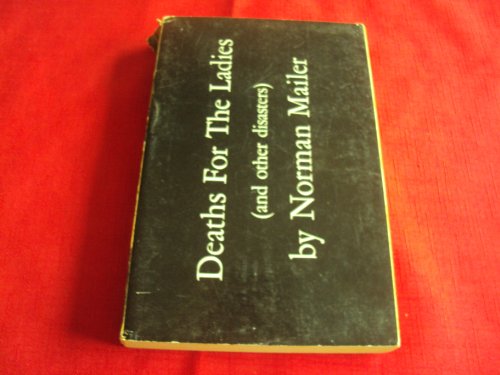 Deaths For The Ladies
(and other disasters)
by Norman Mailer